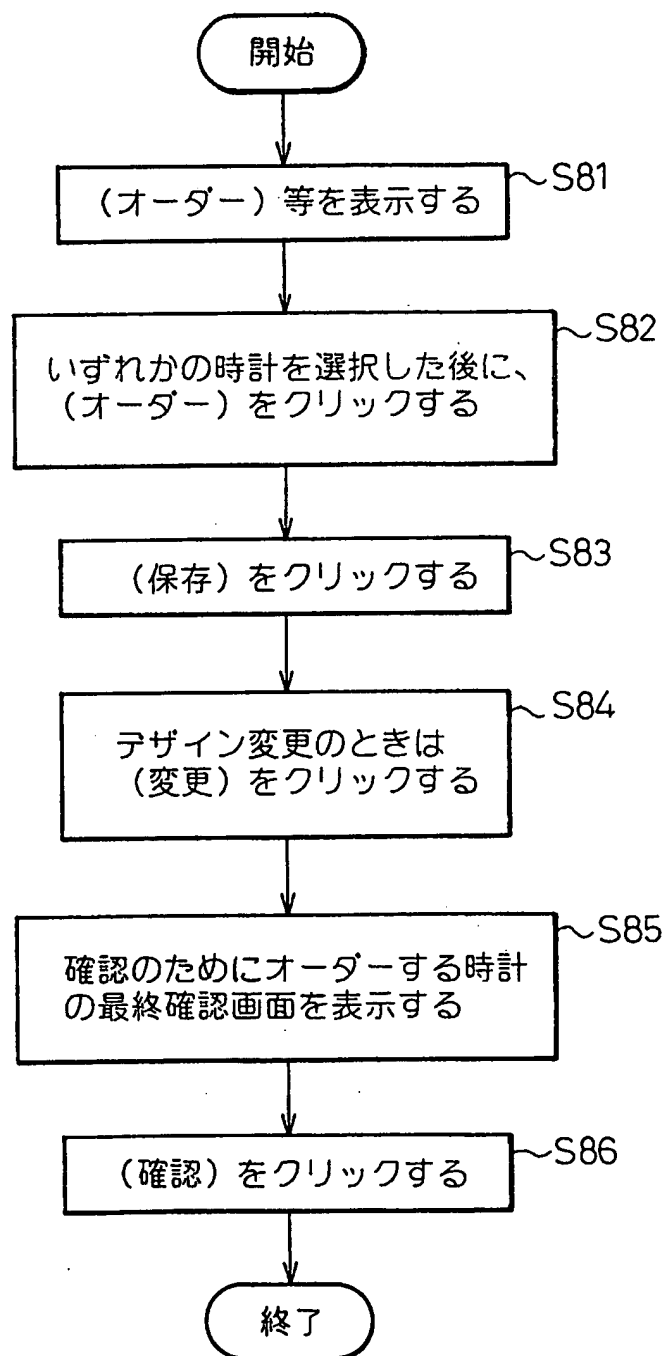 開始
(オーダー)等を表示する
S81
いずれかの時計を選択した後に、
(オーダー)をクリックする
S82
(保存)をクリックする
S83
デザイン変更のときは
(変更)をクリックする
S84
確認のためにオーダーする時計
の最終確認画面を表示する
S85
(確認)をクリックする
S86
終了